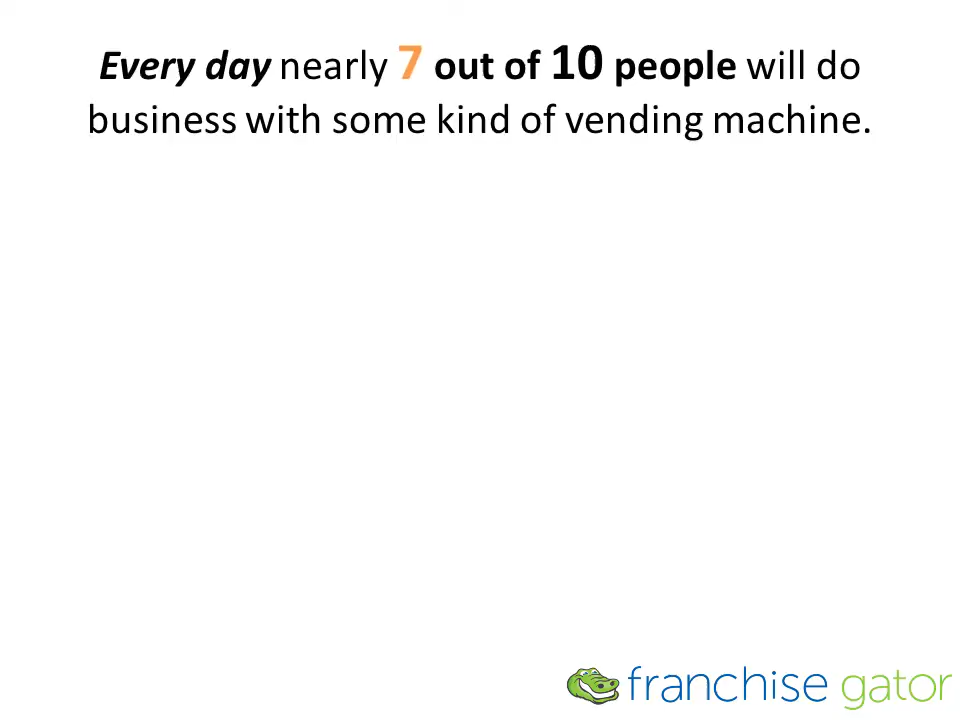 Every day nearly 7 out of 10 people will do
business with some kind of vending machine.
franchise gator